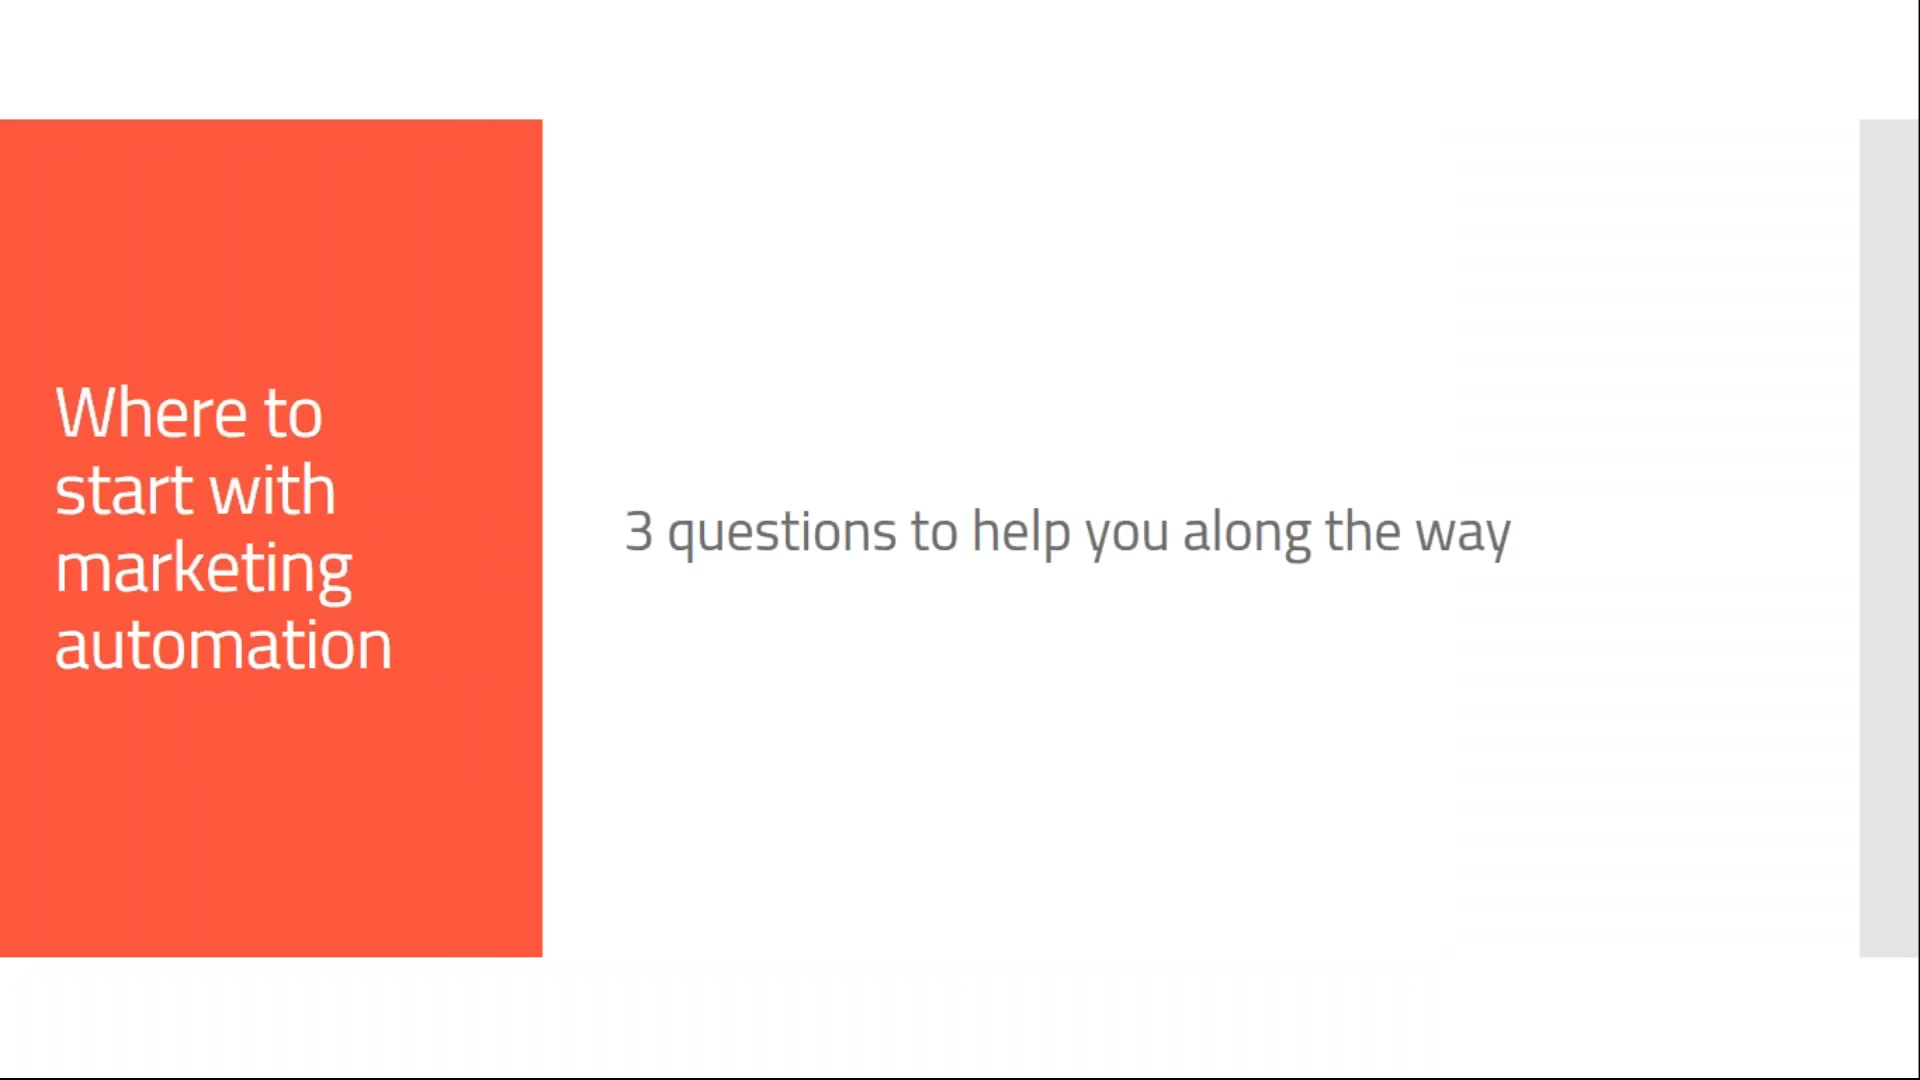 Where to
start with
marketing
automation
3 questions to help you along the way